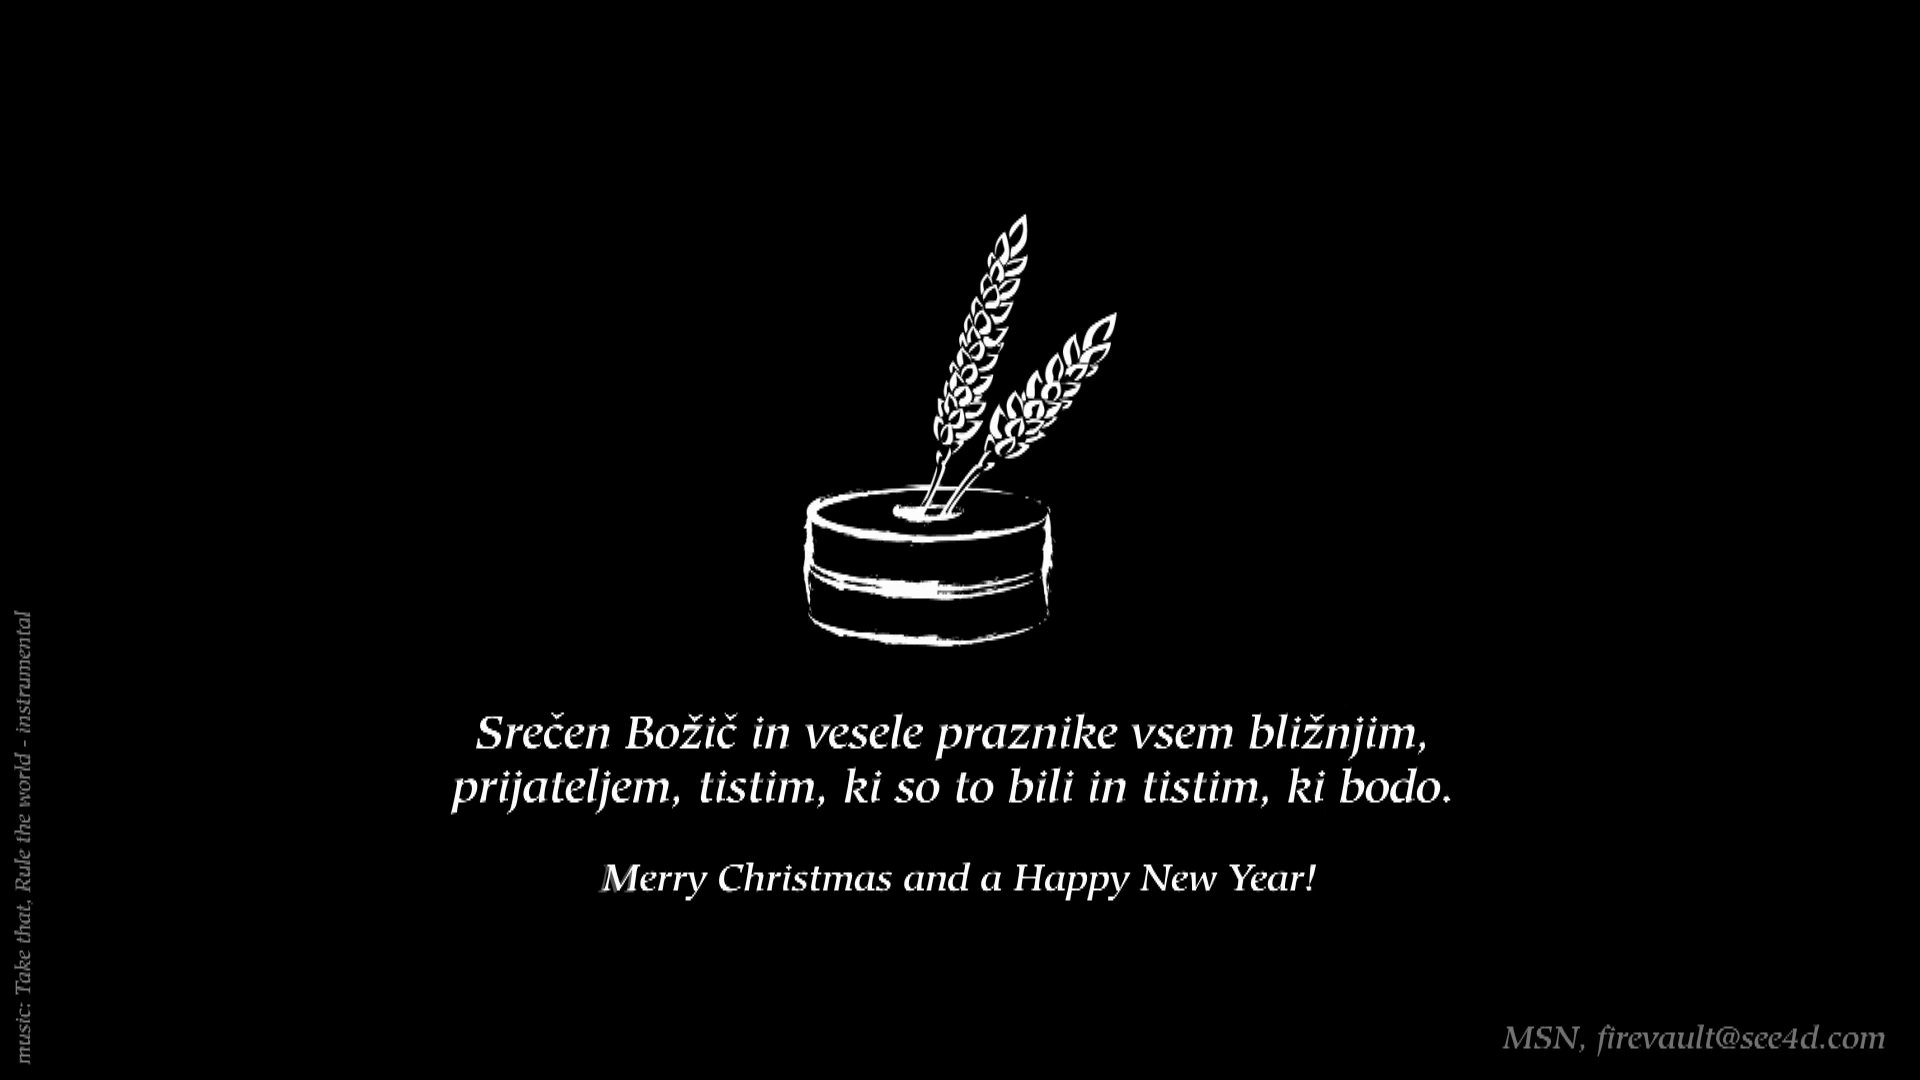 Srečen Božič in vesele praznike vsem bližnjim,
prijateljem, tistim, ki so to bili in tistim, ki bodo.
Merry Christmas and a Happy New Year!
music: Take that, Rule the world - instrumental
MSN, firevault@see4d.com